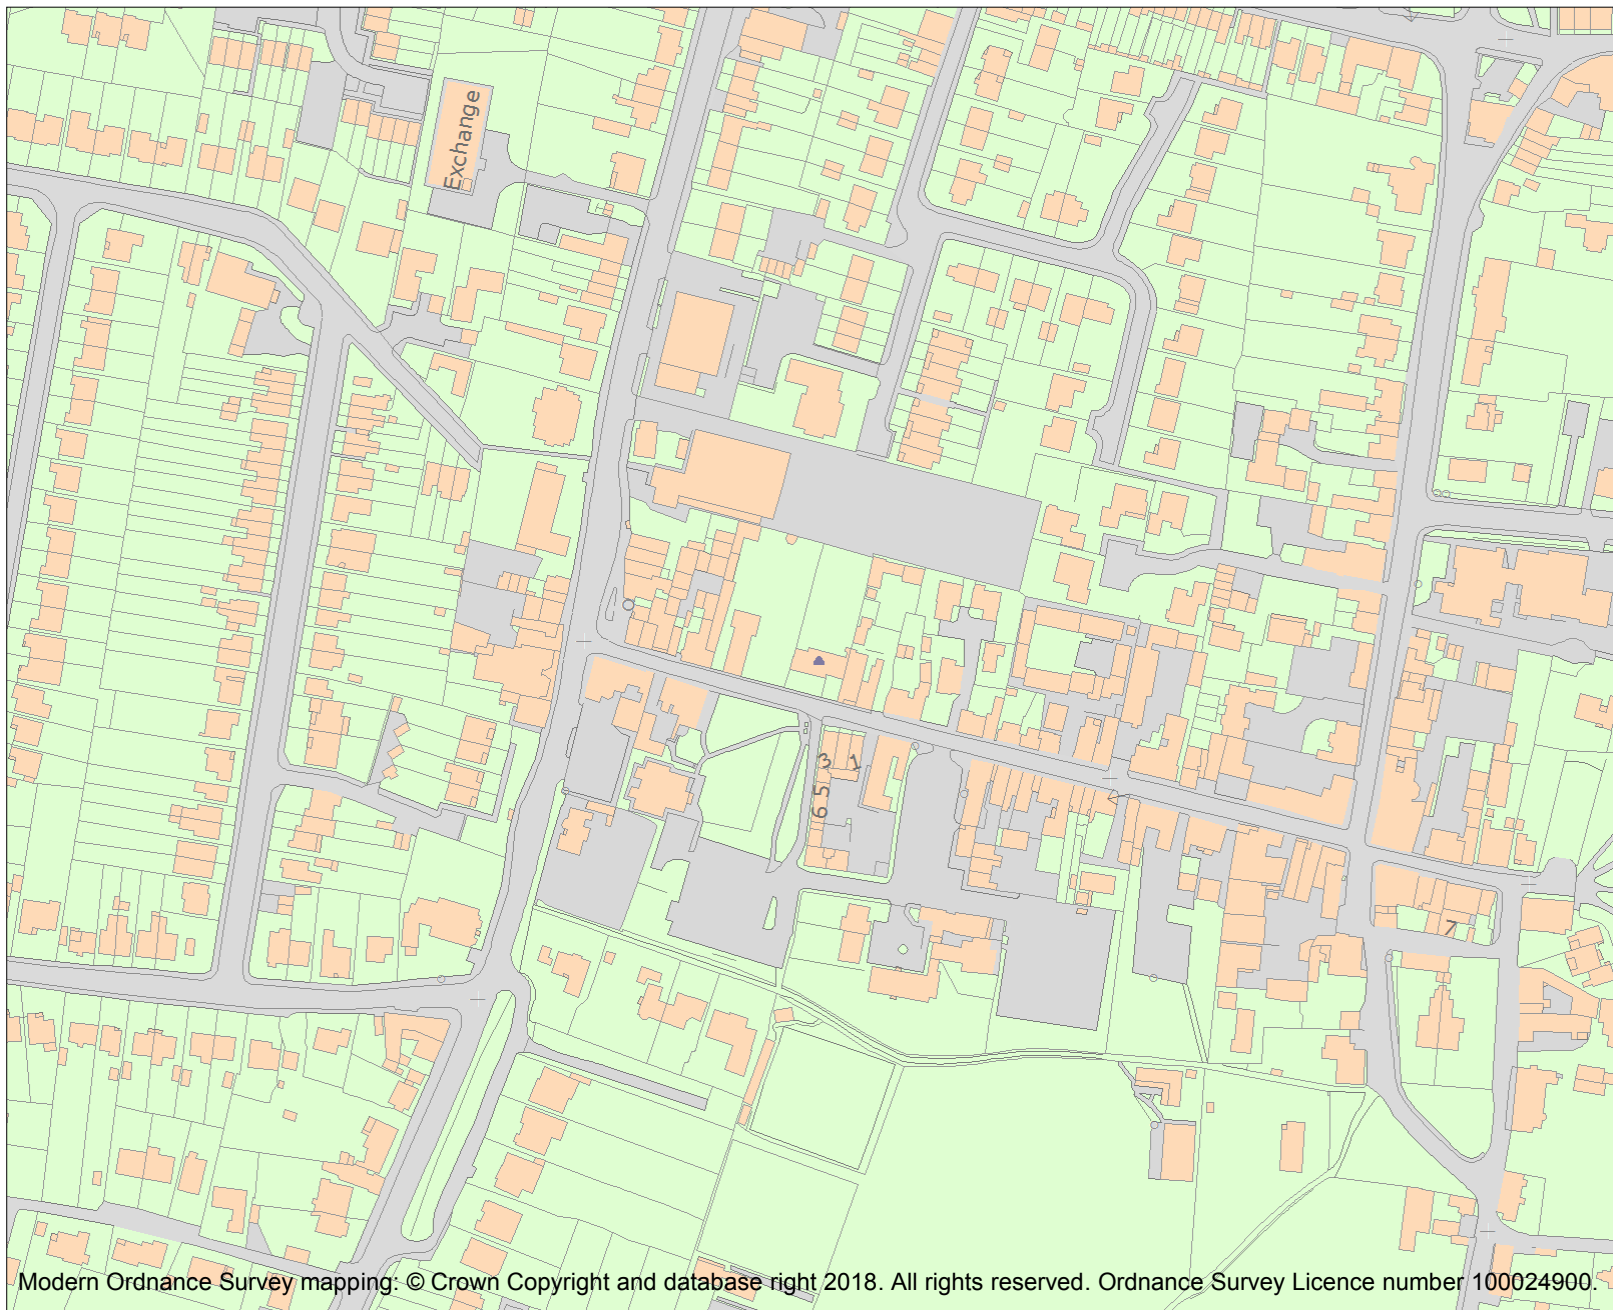 Exchange
3 1
6 5
7
Modern Ordnance Survey mapping: © Crown Copyright and database right 2018. All rights reserved. Ordnance Survey Licence number 100024900.